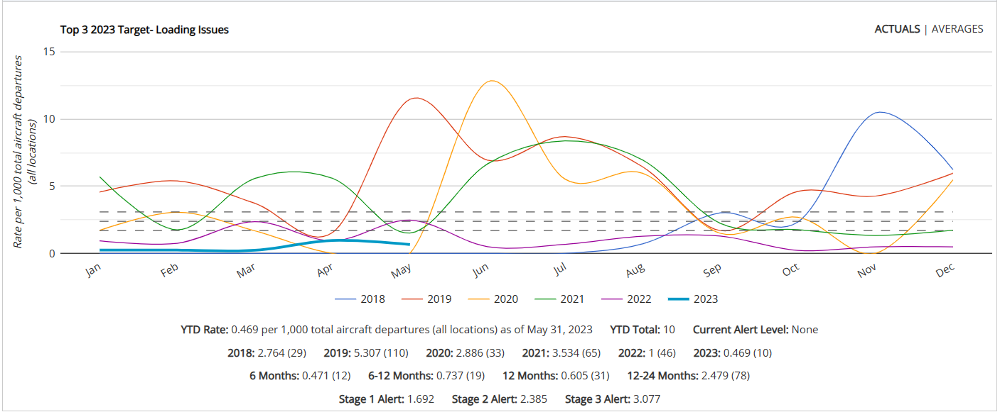 Top 3 2023 Target- Loading Issues
ACTUALS | AVERAGES
Rate per 1,000 total aircraft departures
(all locations)
15
10
5
0
Jan Feb Mar Apr May Jun Jul Aug Sep Oct Nov Dec
2018 2019 2020 2021 2022 2023
YTD Rate: 0.469 per 1,000 total aircraft departures (all locations) as of May 31, 2023 YTD Total: 10 Current Alert Level: None
2018: 2.764 (29) 2019: 5.307 (110) 2020: 2.886 (33) 2021: 3.534 (65) 2022: 1 (46) 2023: 0.469 (10)
6 Months: 0.471 (12) 6-12 Months: 0.737 (19) 12 Months: 0.605 (31) 12-24 Months: 2.479 (78)
Stage 1 Alert: 1.692 Stage 2 Alert: 2.385 Stage 3 Alert: 3.077